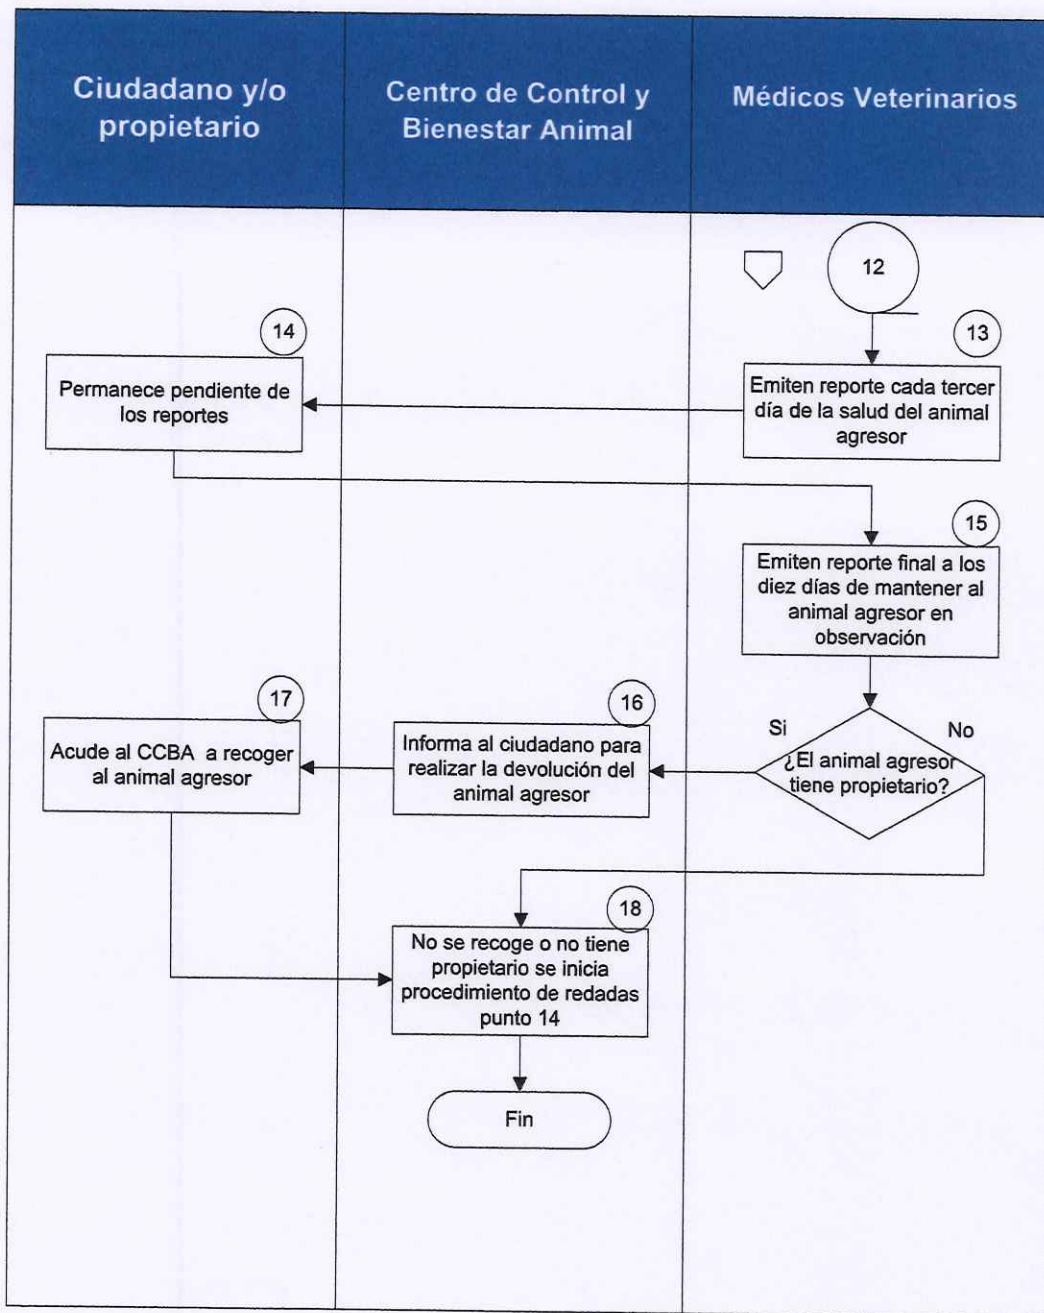 Ciudadano y/o
propietario
Centro de Control y
Bienestar Animal
Médicos Veterinarios
12
13
Emiten reporte cada tercer
día de la salud del animal
agresor
14
Permanece pendiente de
los reportes
15
Emiten reporte final a los
diez días de mantener al
animal agresor en
observación
Si
No
¿El animal agresor
tiene propietario?
16
Informa al ciudadano para
realizar la devolución del
animal agresor
17
Acude al CCBA a recoger
al animal agresor
18
No se recoge o no tiene
propietario se inicia
procedimiento de redadas
punto 14
Fin